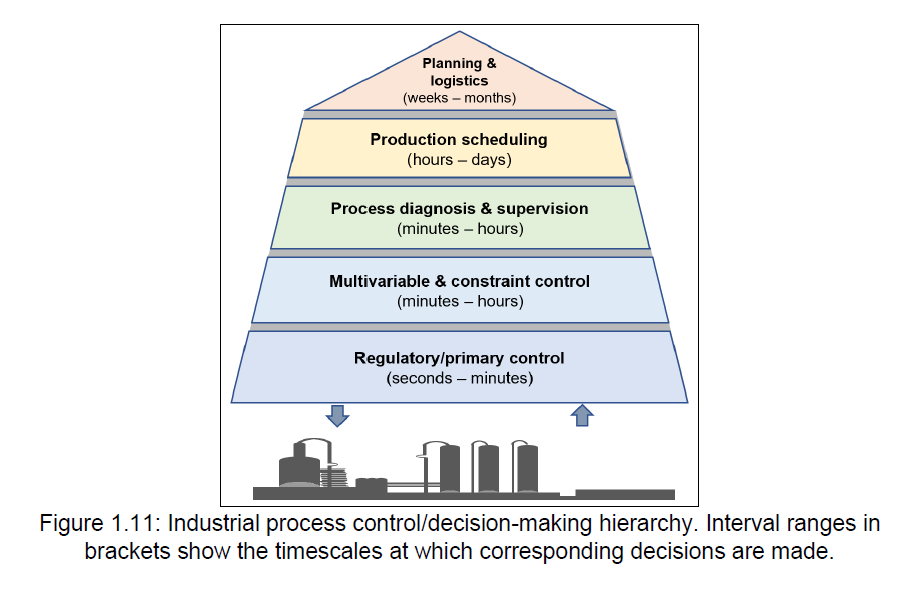 Planning &
logistics
(weeks – months)
Production scheduling
(hours – days)
Process diagnosis & supervision
(minutes – hours)
Multivariable & constraint control
(minutes – hours)
Regulatory/primary control
(seconds – minutes)
Figure 1.11: Industrial process control/decision-making hierarchy. Interval ranges in
brackets show the timescales at which corresponding decisions are made.